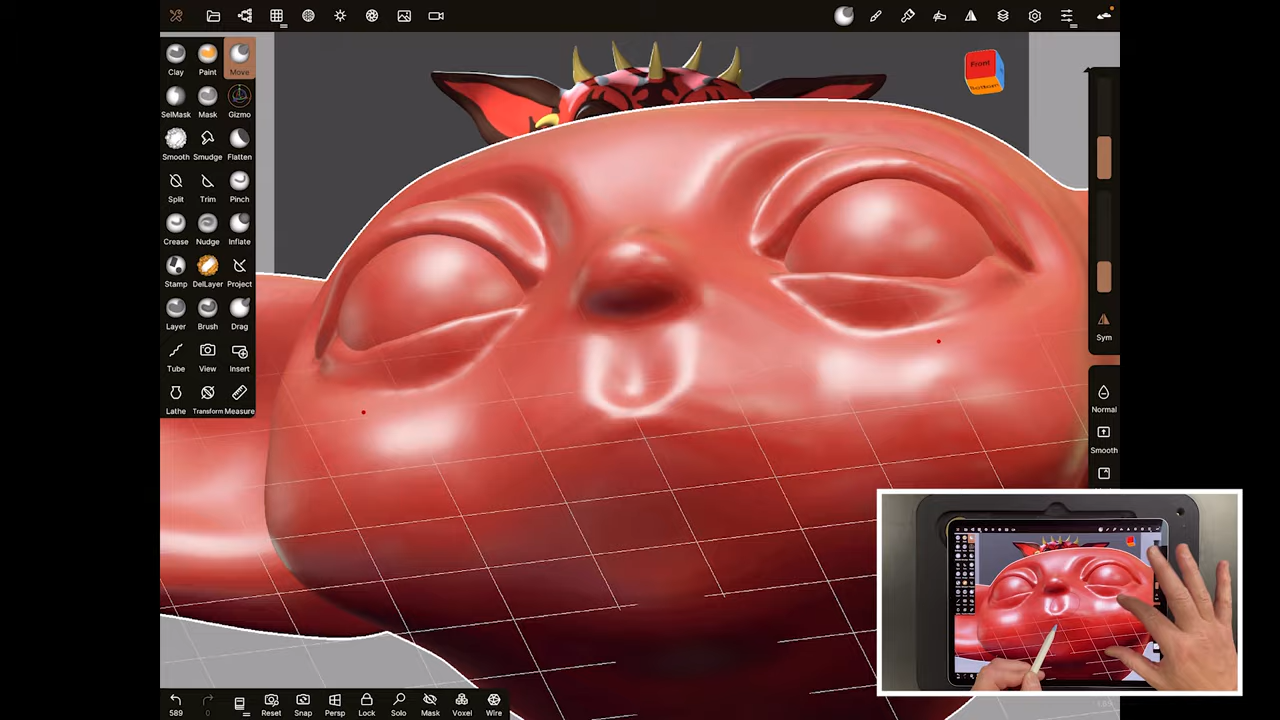 Clay Paint Move
SelMask Mask Gizmo
Smooth Smudge Flatten
Split Trim Pinch
Crease Nudge Inflate
Stamp DelLayer Project
Layer Brush Drag
Tube View Insert
Lathe Transform Measure
Front
Sym
Normal
Smooth
589 0 Reset Snap Persp Lock Solo Mask Voxel Wire